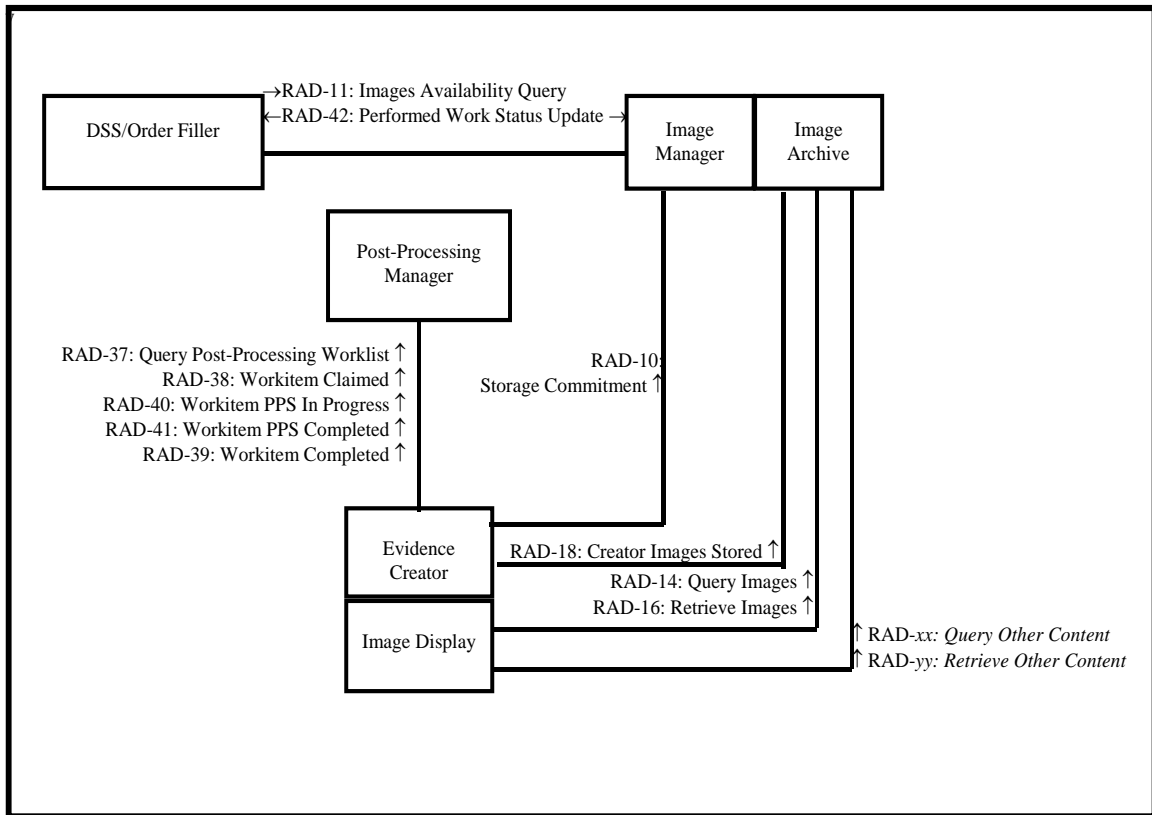 →RAD-11: Images Availability Query
←RAD-42: Performed Work Status Update →
DSS/Order Filler
Image
Manager
Image
Archive
Post-Processing
Manager
RAD-37: Query Post-Processing Worklist ↑
RAD-38: Workitem Claimed ↑
RAD-40: Workitem PPS In Progress ↑
RAD-41: Workitem PPS Completed ↑
RAD-39: Workitem Completed ↑
RAD-10:
Storage Commitment ↑
Evidence
Creator
RAD-18: Creator Images Stored ↑
RAD-14: Query Images ↑
RAD-16: Retrieve Images ↑
Image Display
↑ RAD-xx: Query Other Content
↑ RAD-yy: Retrieve Other Content